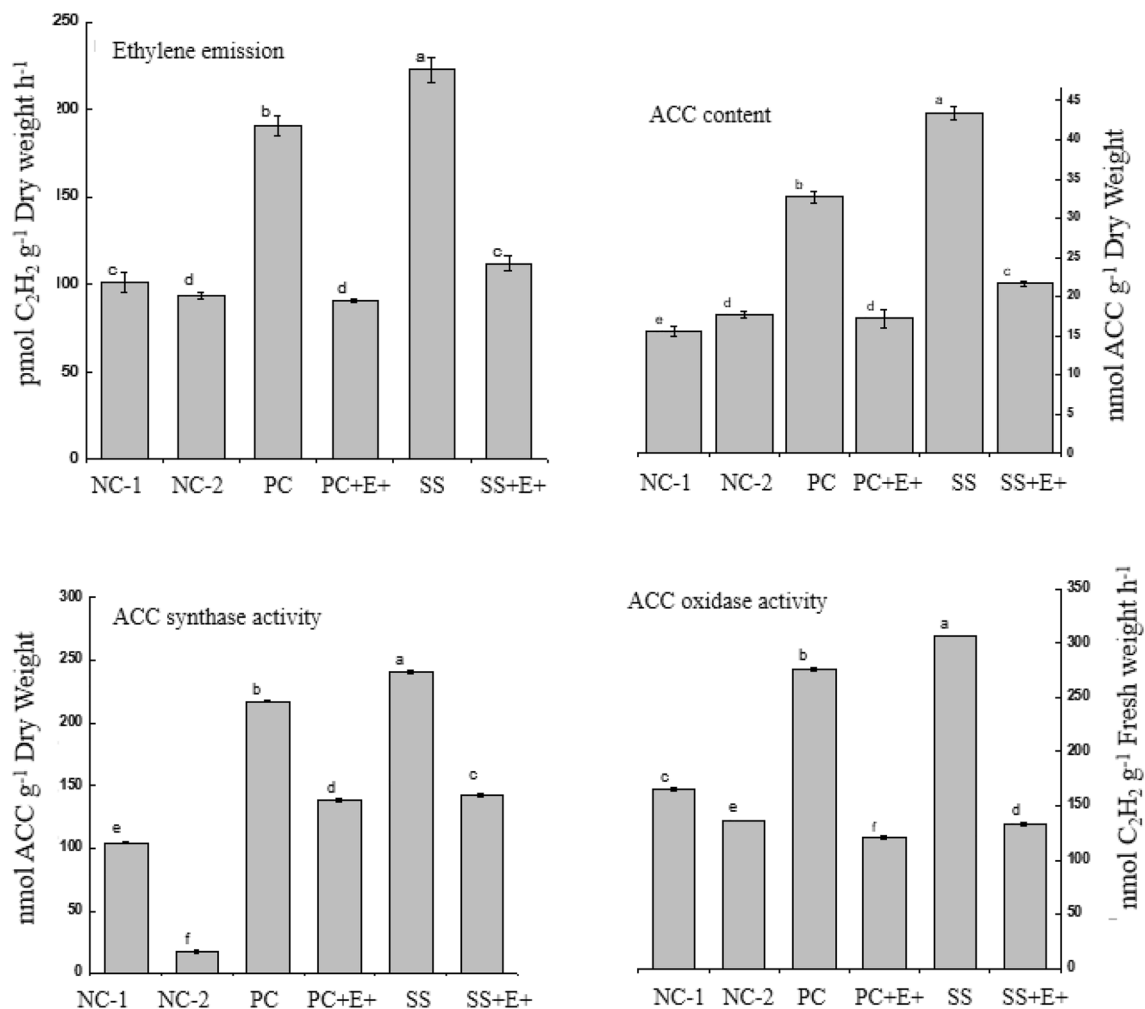 Ethylene emission
pmol C₂H₂ g⁻¹ Dry weight h⁻¹
250
200
150
100
50
0
c
d
b
d
a
c
NC-1 NC-2 PC PC+E+ SS SS+E+
ACC content
nmol ACC g⁻¹ Dry Weight
45
40
35
30
25
20
15
10
5
0
e
d
b
d
a
c
NC-1 NC-2 PC PC+E+ SS SS+E+
ACC synthase activity
nmol ACC g⁻¹ Dry Weight
300
250
200
150
100
50
0
e
f
b
d
a
c
NC-1 NC-2 PC PC+E+ SS SS+E+
ACC oxidase activity
nmol C₂H₂ g⁻¹ Fresh weight h⁻¹
350
300
250
200
150
100
50
0
c
e
b
f
a
d
NC-1 NC-2 PC PC+E+ SS SS+E+